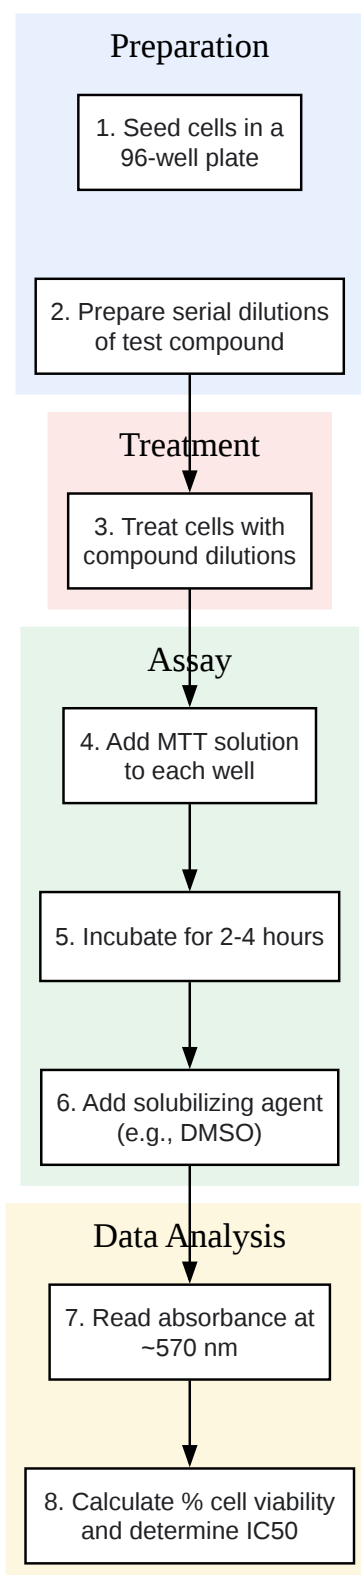 Preparation
1. Seed cells in a
96-well plate
2. Prepare serial dilutions
of test compound
Treatment
3. Treat cells with
compound dilutions
Assay
4. Add MTT solution
to each well
5. Incubate for 2-4 hours
6. Add solubilizing agent
(e.g., DMSO)
Data Analysis
7. Read absorbance at
~570 nm
8. Calculate % cell viability
and determine IC50